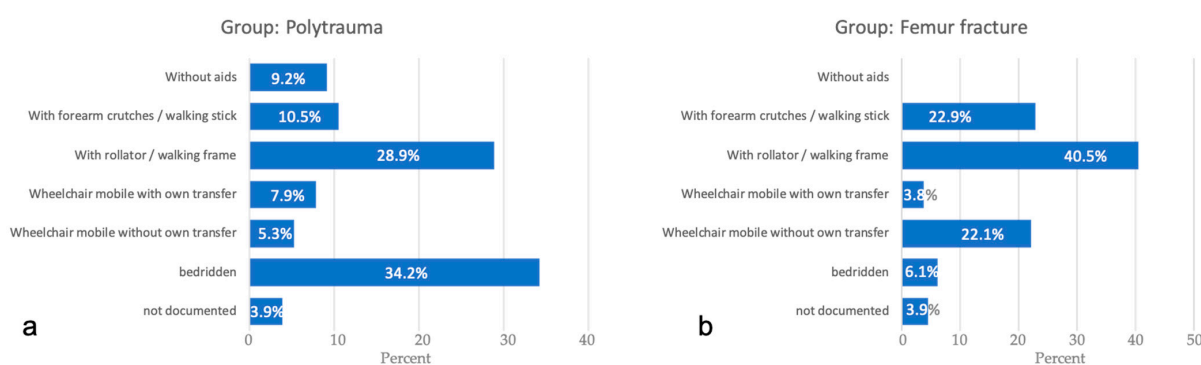 Group: Polytrauma
Without aids
9.2%
With forearm crutches / walking stick
10.5%
With rollator / walking frame
28.9%
Wheelchair mobile with own transfer
7.9%
Wheelchair mobile without own transfer
5.3%
bedridden
34.2%
not documented
3.9%
0 10 20 30 40
Percent
a
Group: Femur fracture
Without aids
With forearm crutches / walking stick
22.9%
With rollator / walking frame
40.5%
Wheelchair mobile with own transfer
3.8%
Wheelchair mobile without own transfer
22.1%
bedridden
6.1%
not documented
3.9%
0 10 20 30 40 50
Percent
b